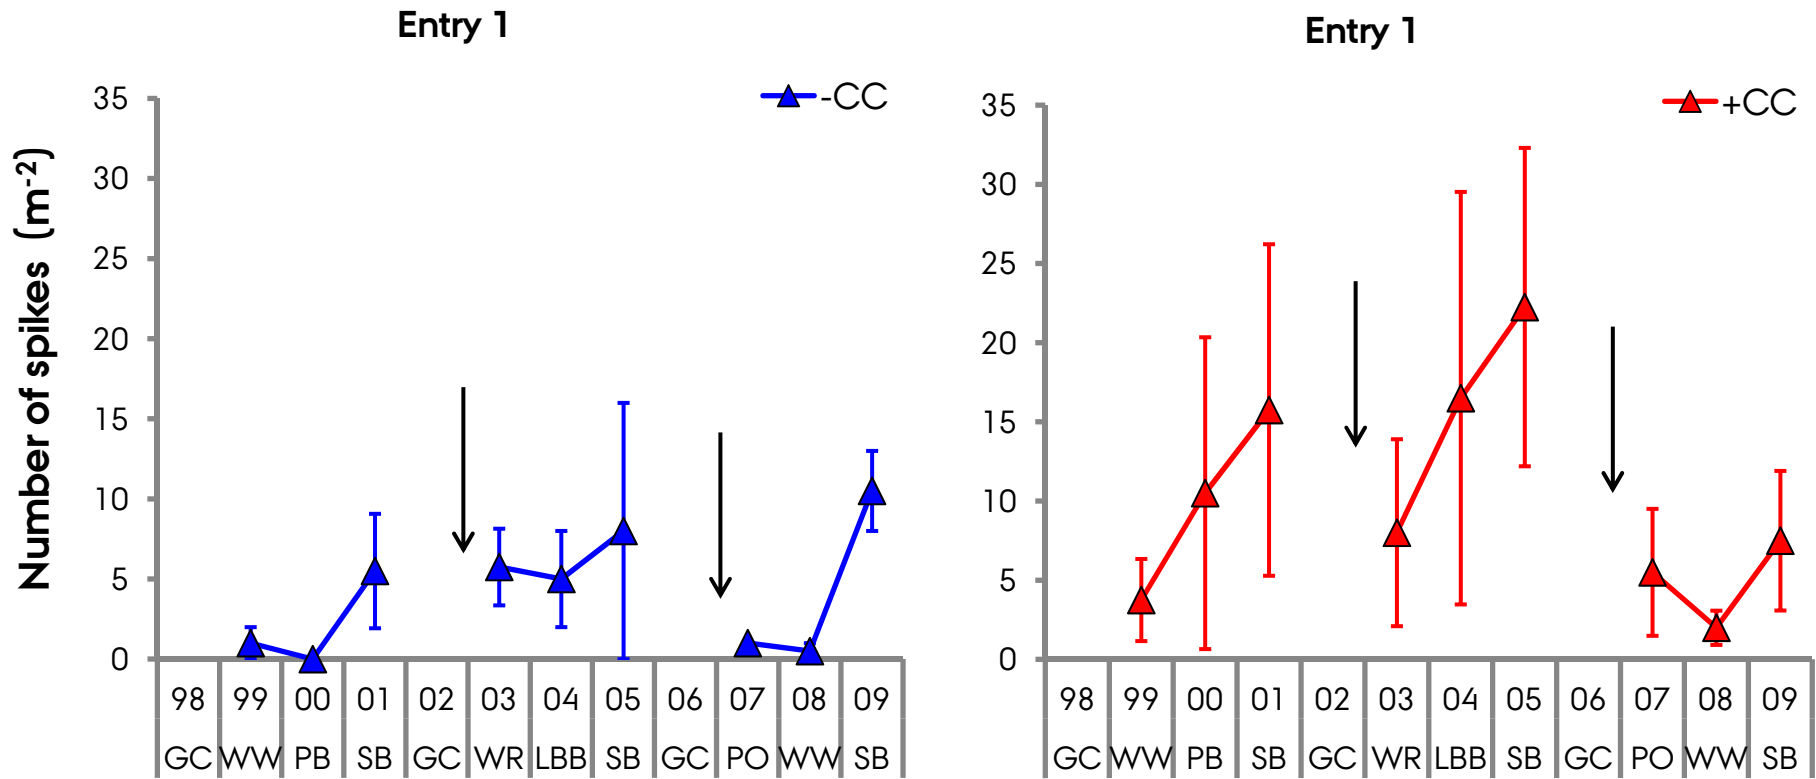 Entry 1
-CC
Number of spikes (m-2)
35
30
25
20
15
10
5
0
98 99 00 01 02 03 04 05 06 07 08 09
GC WW PB SB GC WR LBB SB GC PO WW SB
Entry 1
+CC
35
30
25
20
15
10
5
0
98 99 00 01 02 03 04 05 06 07 08 09
GC WW PB SB GC WR LBB SB GC PO WW SB